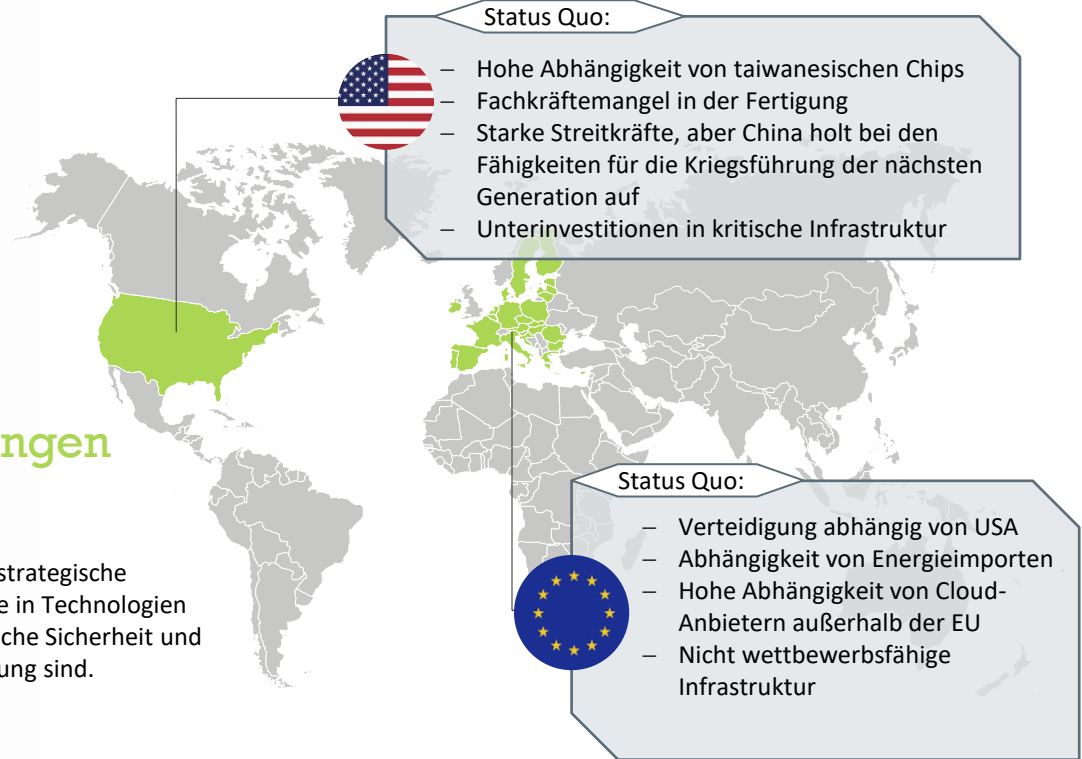 Status Quo:
– Hohe Abhängigkeit von taiwanesischen Chips
– Fachkräftemangel in der Fertigung
– Starke Streitkräfte, aber China holt bei den
Fähigkeiten für die Kriegsführung der nächsten
Generation auf
– Unterinvestitionen in kritische Infrastruktur
ngen
strategische
e in Technologien
che Sicherheit und
ung sind.
Status Quo:
– Verteidigung abhängig von USA
– Abhängigkeit von Energieimporten
– Hohe Abhängigkeit von Cloud-
Anbietern außerhalb der EU
– Nicht wettbewerbsfähige
Infrastruktur